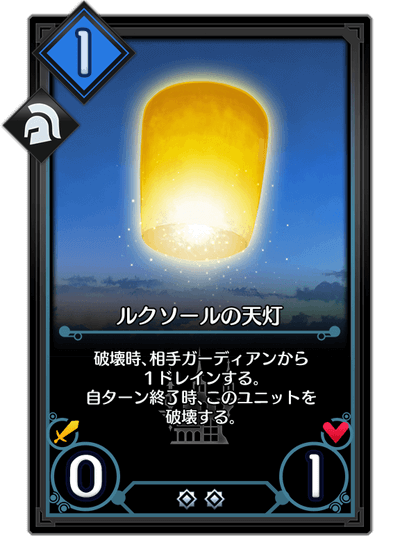 1
ルクソールの天灯
破壊時、相手ガーディアンから
1ドレインする。
自ターン終了時、このユニットを
破壊する。
0
1